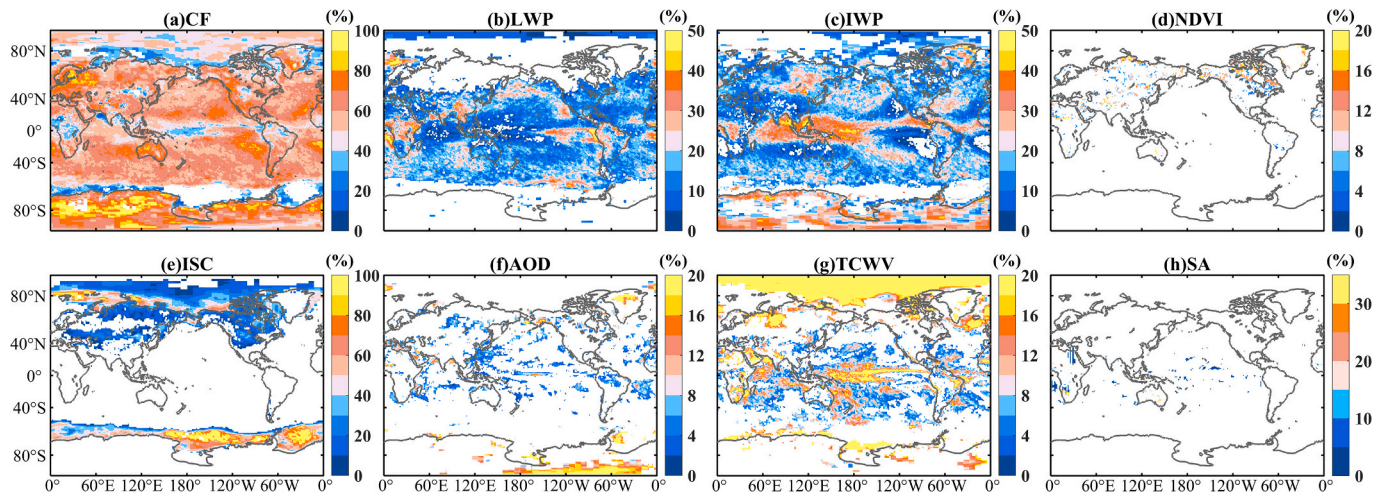 (a)CF (%) (b)LWP (%) (c)IWP (%) (d)NDVI (%)
80°N 100 50 50 20
80 40 40 16
40°N 60 30 30 12
0° 40 20 20 8
40°S 20 10 10 4
80°S 0 0 0 0
(e)ISC (%) (f)AOD (%) (g)TCWV (%) (h)SA (%)
80°N 100 20 20 30
80 16 16
40°N 60 12 12 20
0° 40 8 8 10
40°S 20 4 4
80°S 0 0 0 0
0° 60°E 120°E 180° 120°W 60°W 0° 60°E 120°E 180° 120°W 60°W 0° 60°E 120°E 180° 120°W 60°W 0° 60°E 120°E 180° 120°W 60°W 0°